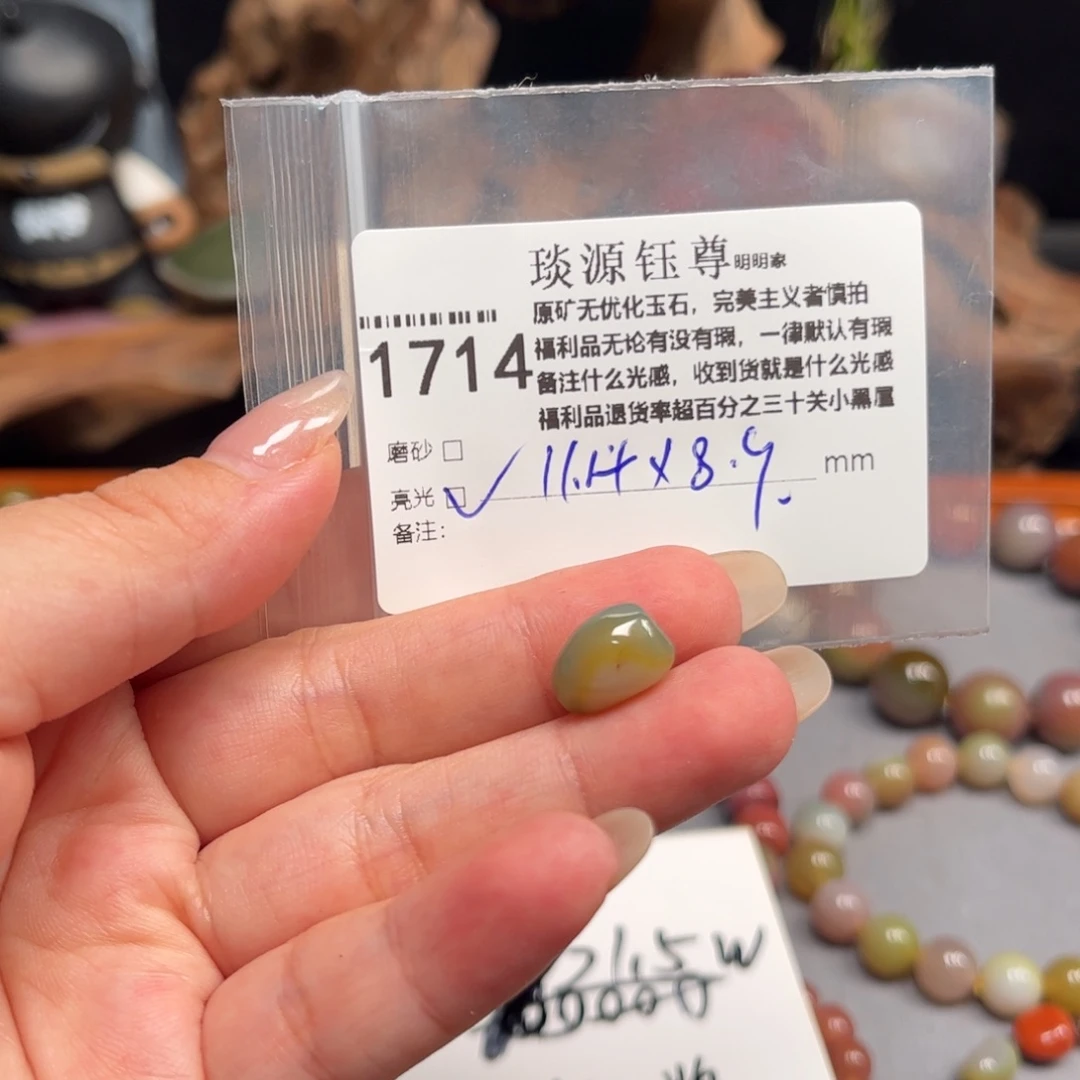 琰源钰尊明明家
原矿无优化玉石，完美主义者慎拍
1714
福利品无论有没有瑕，一律默认有瑕
备注什么光感，收到货就是什么光感
福利品退货率超百分之三十关小黑屋
磨砂 □
亮光 ☑ ✓ 11.14×8.9. mm
备注：
21.5W